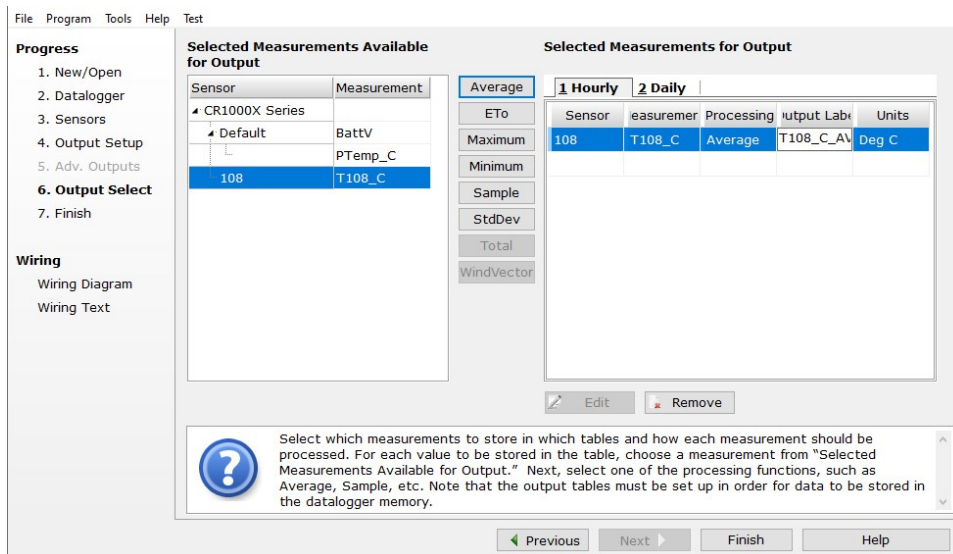 File Program Tools Help Test
Progress
1. New/Open
2. Datalogger
3. Sensors
4. Output Setup
5. Adv. Outputs
6. Output Select
7. Finish
Wiring
Wiring Diagram
Wiring Text
Selected Measurements Available
for Output
Sensor Measurement
CR1000X Series
Default BattV
PTemp_C
108 T108_C
Average
ETo
Maximum
Minimum
Sample
StdDev
Total
WindVector
Selected Measurements for Output
1 Hourly 2 Daily
Sensor easuremer Processing utput Labe Units
108 T108_C Average T108_C_AV Deg C
Edit Remove
Select which measurements to store in which tables and how each measurement should be
processed. For each value to be stored in the table, choose a measurement from “Selected
Measurements Available for Output.” Next, select one of the processing functions, such as
Average, Sample, etc. Note that the output tables must be set up in order for data to be stored in
the datalogger memory.
Previous Next Finish Help